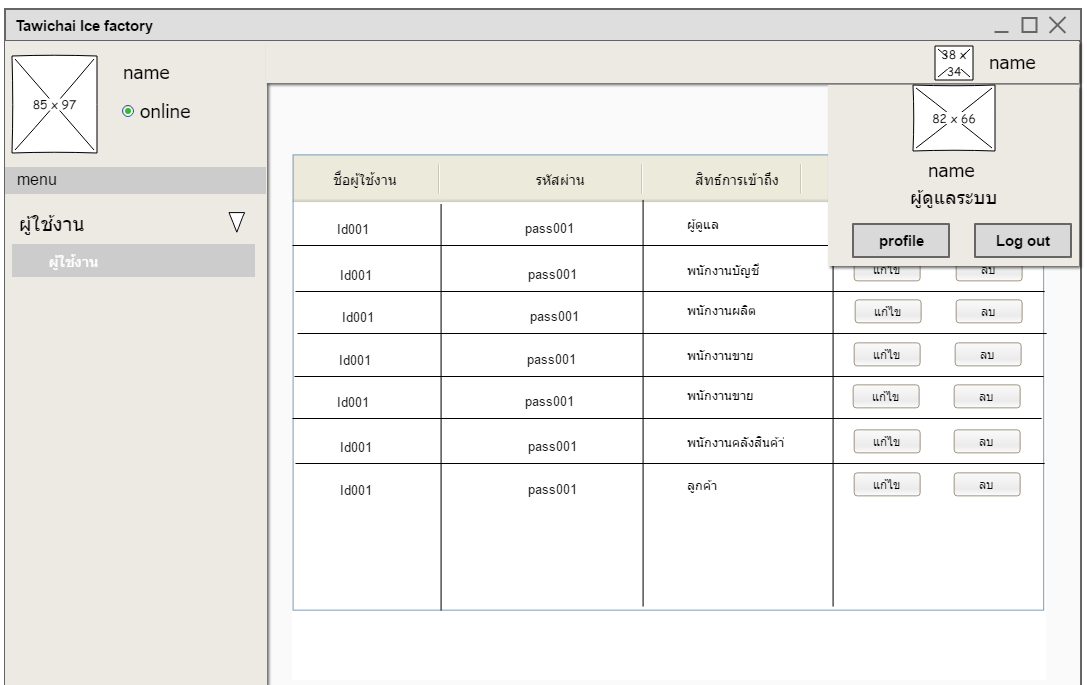 Tawichai Ice factory
name
online
85 x 97
menu
ผู้ใช้งาน
ผู้ใช้งาน
38 x 34
name
82 x 66
name
ผู้ดูแลระบบ
profile Log out
ชื่อผู้ใช้งาน รหัสผ่าน สิทธ์การเข้าถึง
Id001 pass001 ผู้ดูแล
Id001 pass001 พนักงานบัญชี แก้ไข ลบ
Id001 pass001 พนักงานผลิต แก้ไข ลบ
Id001 pass001 พนักงานขาย แก้ไข ลบ
Id001 pass001 พนักงานขาย แก้ไข ลบ
Id001 pass001 พนักงานคลังสินค้า แก้ไข ลบ
Id001 pass001 ลูกค้า แก้ไข ลบ